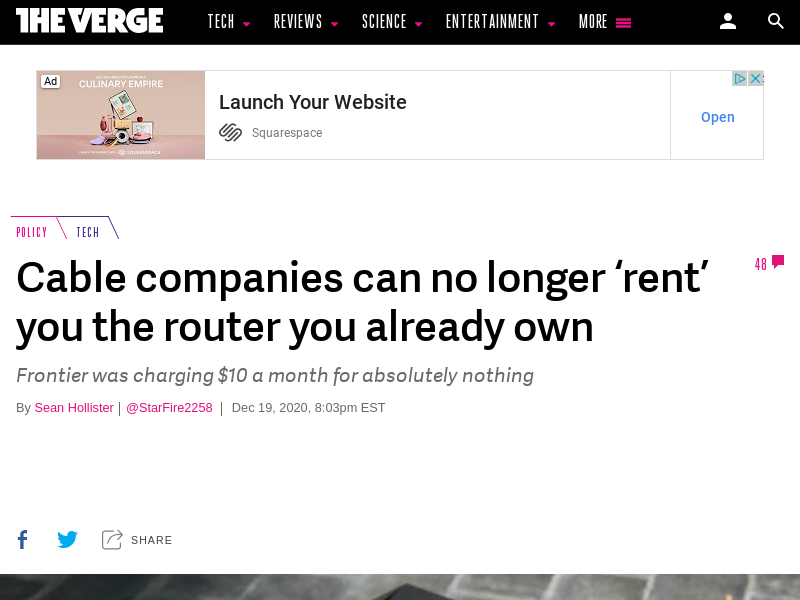 THE VERGE
TECH REVIEWS SCIENCE ENTERTAINMENT MORE
Ad
CULINARY EMPIRE
Launch Your Website
Squarespace
Open
POLICY TECH
Cable companies can no longer ‘rent’
you the router you already own
48
Frontier was charging $10 a month for absolutely nothing
By Sean Hollister | @StarFire2258 | Dec 19, 2020, 8:03pm EST
SHARE